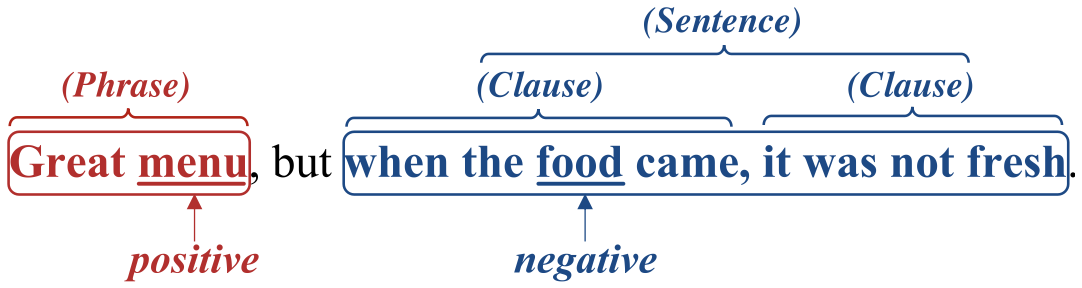 (Sentence)
(Phrase) (Clause) (Clause)
Great menu, but when the food came, it was not fresh.
positive negative